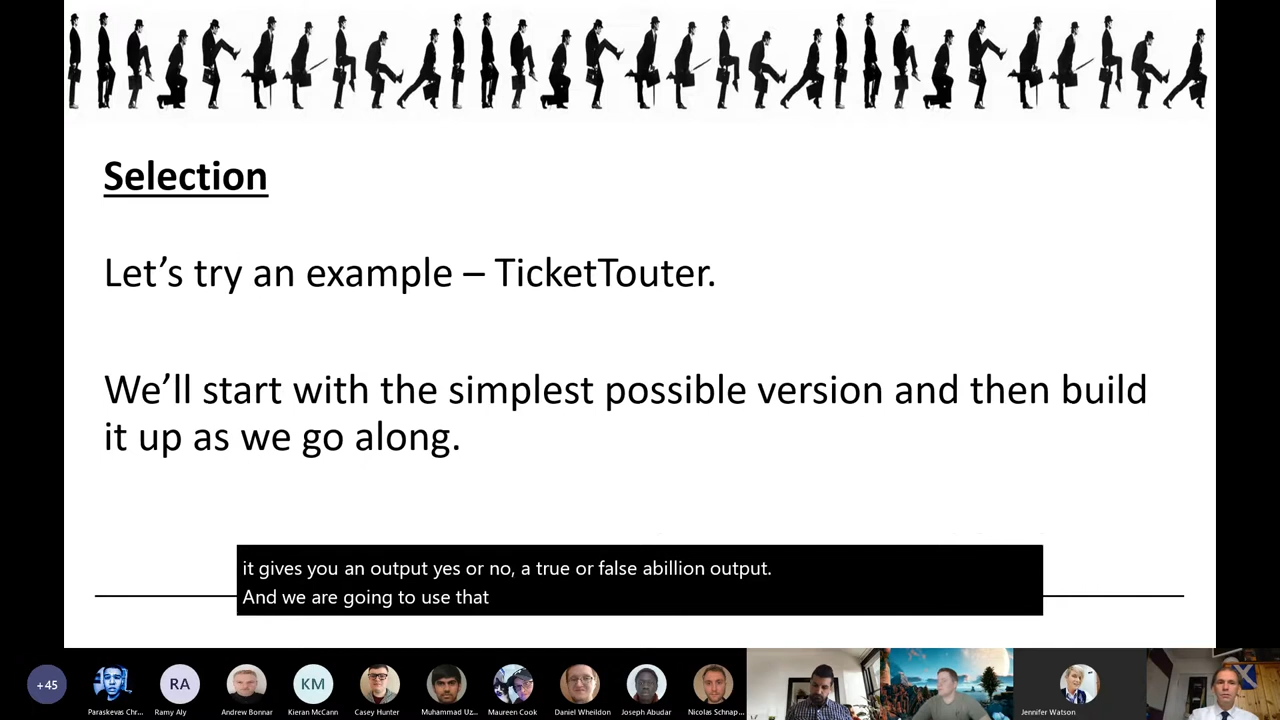 Selection
Let’s try an example – TicketTouter.
We’ll start with the simplest possible version and then build
it up as we go along.
it gives you an output yes or no, a true or false abillion output.
And we are going to use that
+45
RA
KM
Paraskevas Chr...
Ramy Aly
Andrew Bonnar
Kieran McCann
Casey Hunter
Muhammad Uz...
Maureen Cook
Daniel Wheildon
Joseph Abudar
Nicolas Schnap...
Jennifer Watson